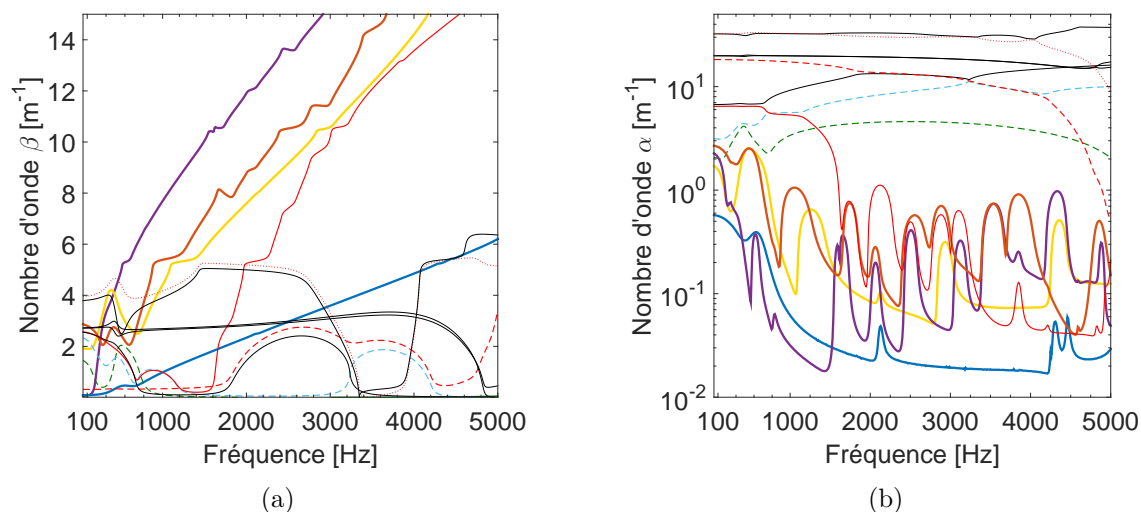 14
12
10
8
6
4
2
Nombre d'onde β [m⁻¹]
100 1000 2000 3000 4000 5000
Fréquence [Hz]
(a)
10¹
10⁰
10⁻¹
10⁻²
Nombre d'onde α [m⁻¹]
100 1000 2000 3000 4000 5000
Fréquence [Hz]
(b)